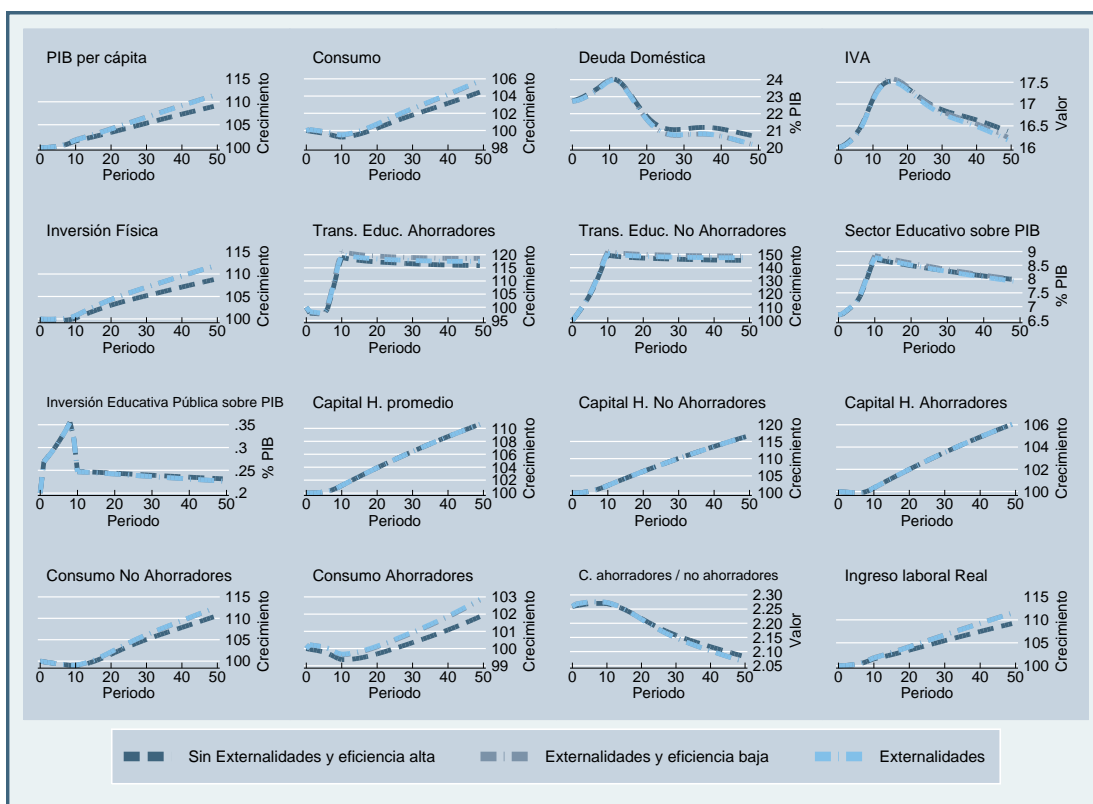 PIB per cápita
115
110
105
100
Crecimiento
0 10 20 30 40 50
Periodo
Consumo
106
104
102
100
98
Crecimiento
0 10 20 30 40 50
Periodo
Deuda Doméstica
24
23
22
21
20
% PIB
0 10 20 30 40 50
Periodo
IVA
17.5
17
16.5
16
Valor
0 10 20 30 40 50
Periodo
Inversión Física
115
110
105
100
Crecimiento
0 10 20 30 40 50
Periodo
Trans. Educ. Ahorradores
120
115
110
105
100
95
Crecimiento
0 10 20 30 40 50
Periodo
Trans. Educ. No Ahorradores
150
140
130
120
110
100
Crecimiento
0 10 20 30 40 50
Periodo
Sector Educativo sobre PIB
9
8.5
8
7.5
7
6.5
% PIB
0 10 20 30 40 50
Periodo
Inversión Educativa Pública sobre PIB
.35
.3
.25
.2
% PIB
0 10 20 30 40 50
Periodo
Capital H. promedio
110
108
106
104
102
100
Crecimiento
0 10 20 30 40 50
Periodo
Capital H. No Ahorradores
120
115
110
105
100
Crecimiento
0 10 20 30 40 50
Periodo
Capital H. Ahorradores
106
104
102
100
Crecimiento
0 10 20 30 40 50
Periodo
Consumo No Ahorradores
115
110
105
100
Crecimiento
0 10 20 30 40 50
Periodo
Consumo Ahorradores
103
102
101
100
99
Crecimiento
0 10 20 30 40 50
Periodo
C. ahorradores / no ahorradores
2.30
2.25
2.20
2.15
2.10
2.05
Valor
0 10 20 30 40 50
Periodo
Ingreso laboral Real
115
110
105
100
Crecimiento
0 10 20 30 40 50
Periodo
Sin Externalidades y eficiencia alta
Externalidades y eficiencia baja
Externalidades